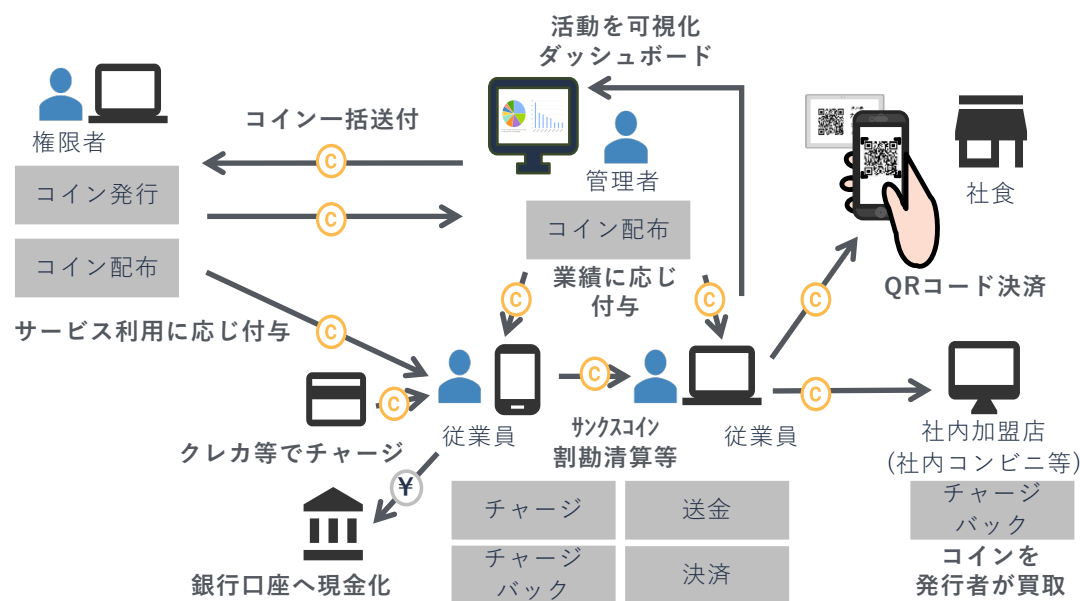 活動を可視化
ダッシュボード
権限者
コイン一括送付
C
C
コイン発行
コイン配布
サービス利用に応じ付与
C
管理者
コイン配布
業績に応じ
付与
C
C
社食
QRコード決済
C
クレカ等でチャージ
C
従業員
C
ｻﾝｸｽｺｲﾝ
割勘清算等
従業員
C
社内加盟店
(社内コンビニ等)
チャージ
バック
コインを
発行者が買取
¥
銀行口座へ現金化
チャージ
送金
チャージ
バック
決済